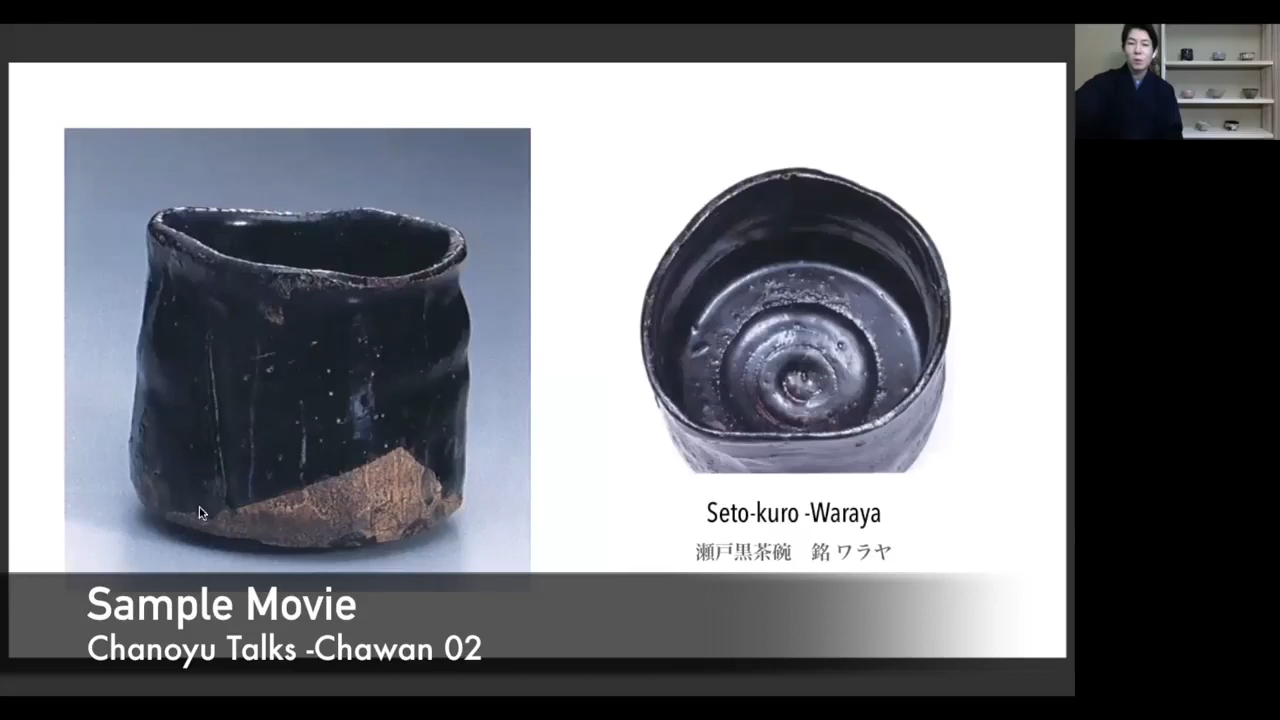 Seto-kuro -Waraya
瀬戸黒茶碗　銘 ワラヤ
Sample Movie
Chanoyu Talks -Chawan 02